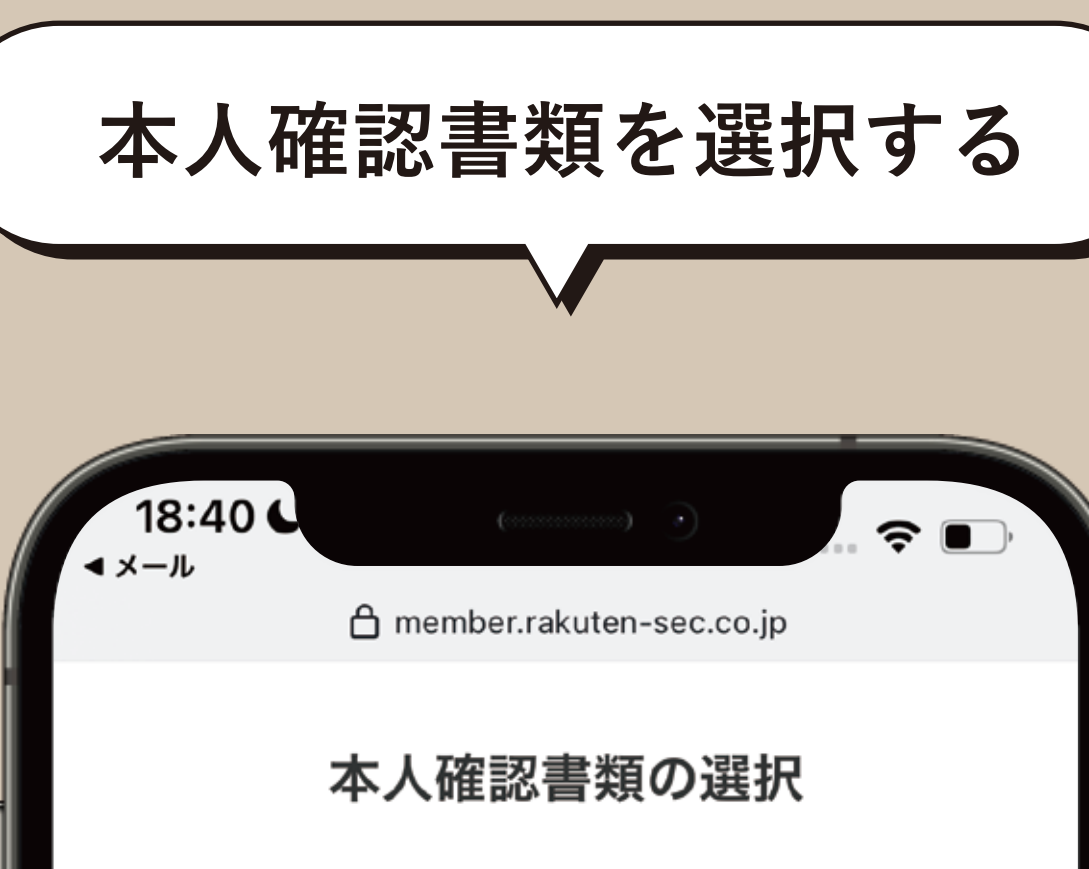 本人確認書類を選択する
18:40
◀ メール
member.rakuten-sec.co.jp
本人確認書類の選択